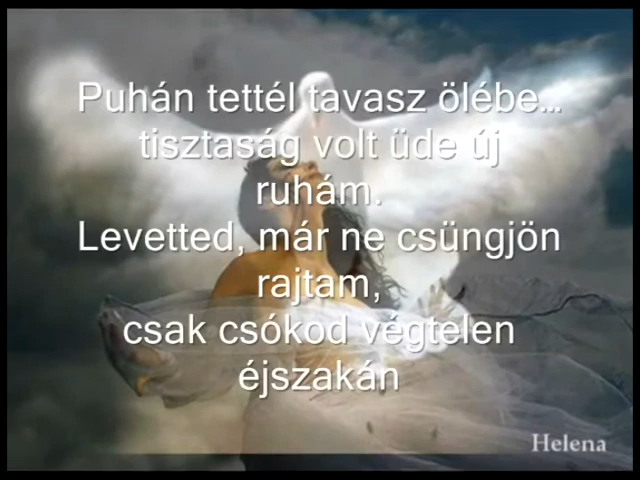 Puhán tettél tavasz ölébe...
tisztaság volt üde új
ruhám.
Levetted, már ne csüngjön
rajtam,
csak csókod végtelen
éjszakán
Helena